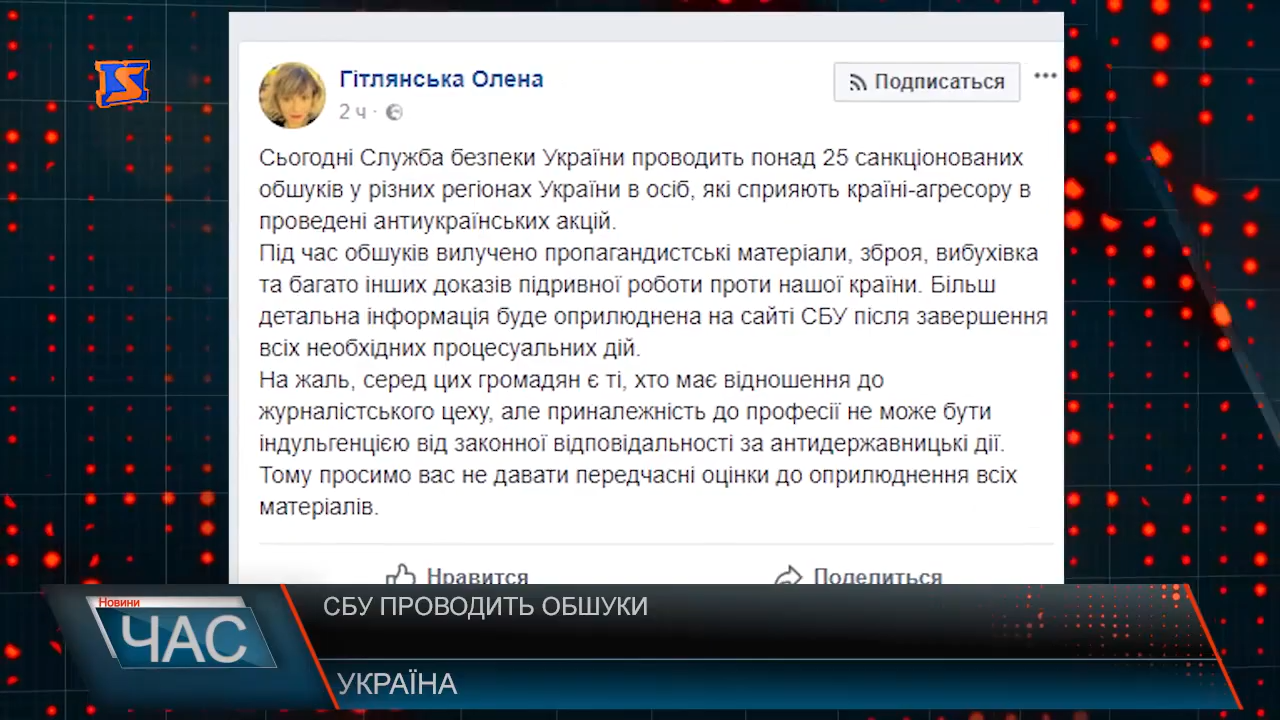 Гітлянська Олена
2 ч ·
Подписаться
Сьогодні Служба безпеки України проводить понад 25 санкціонованих
обшуків у різних регіонах України в осіб, які сприяють країні-агресору в
проведені антиукраїнських акцій.
Під час обшуків вилучено пропагандистські матеріали, зброя, вибухівка
та багато інших доказів підривної роботи проти нашої країни. Більш
детальна інформація буде оприлюднена на сайті СБУ після завершення
всіх необхідних процесуальних дій.
На жаль, серед цих громадян є ті, хто має відношення до
журналістського цеху, але приналежність до професії не може бути
індульгенцією від законної відповідальності за антидержавницькі дії.
Тому просимо вас не давати передчасні оцінки до оприлюднення всіх
матеріалів.
Нравится
Поделиться
Новини
ЧАС
СБУ ПРОВОДИТЬ ОБШУКИ
УКРАЇНА